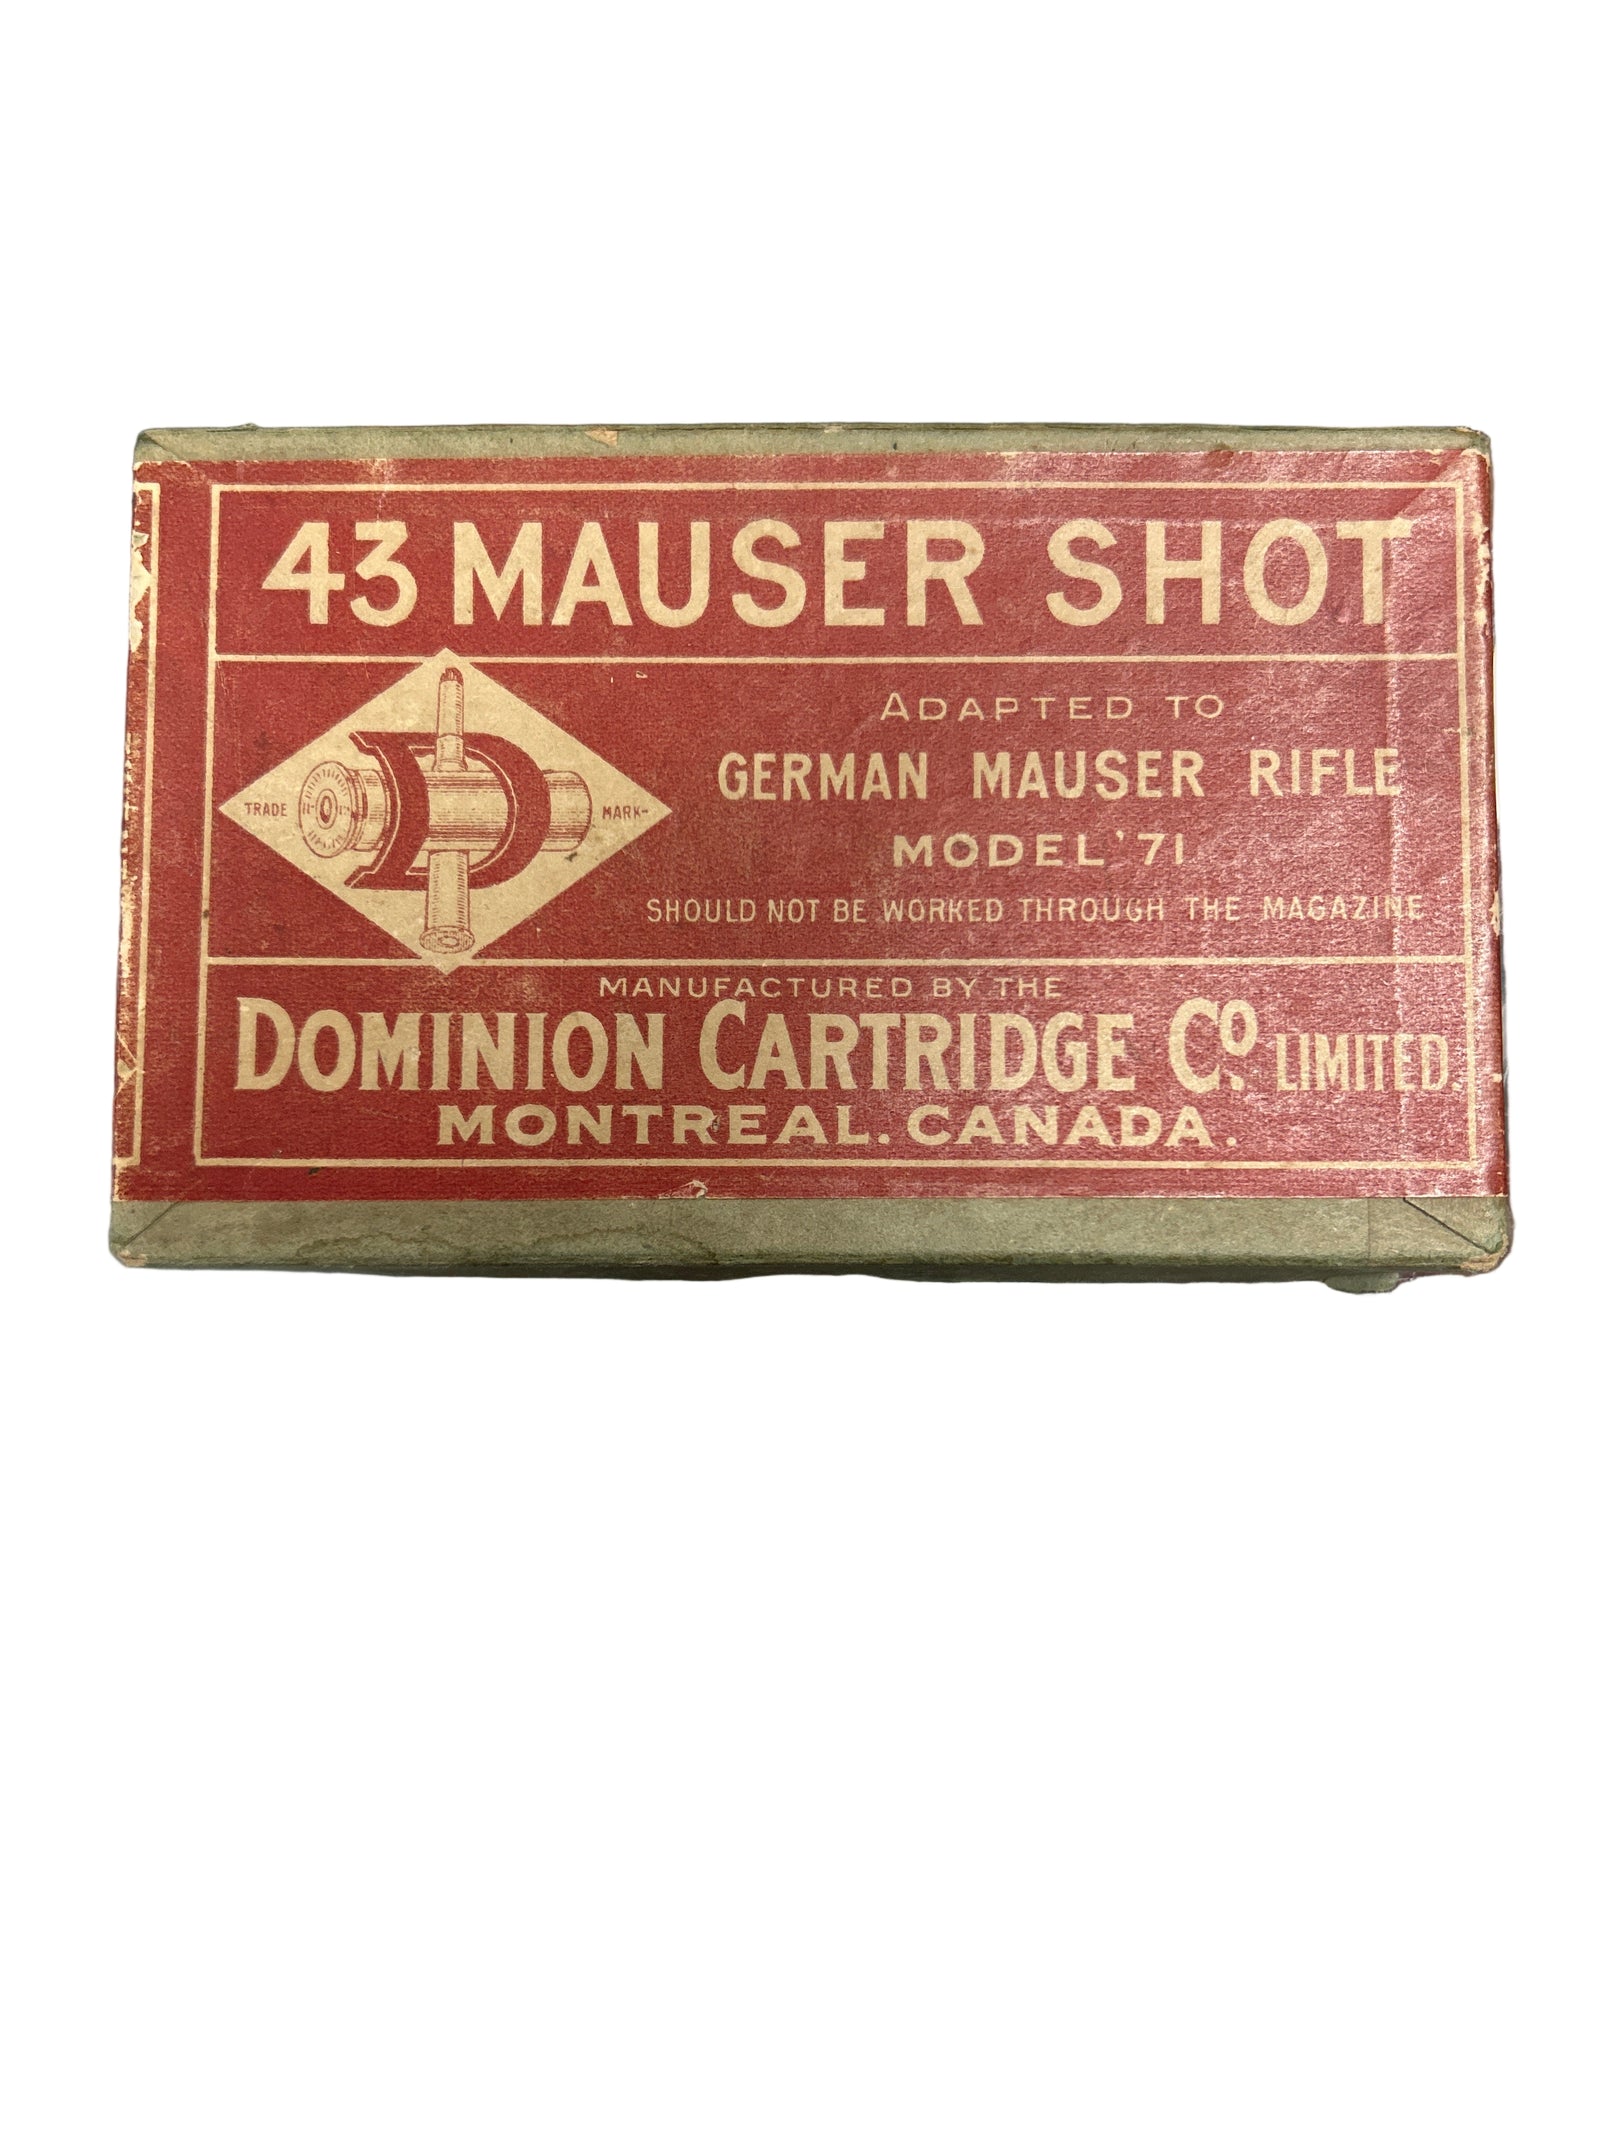 43 MAUSER SHOT
ADAPTED TO
GERMAN MAUSER RIFLE
MODEL '71
SHOULD NOT BE WORKED THROUGH THE MAGAZINE
TRADE MARK-
MANUFACTURED BY THE
DOMINION CARTRIDGE Co. LIMITED.
MONTREAL. CANADA.